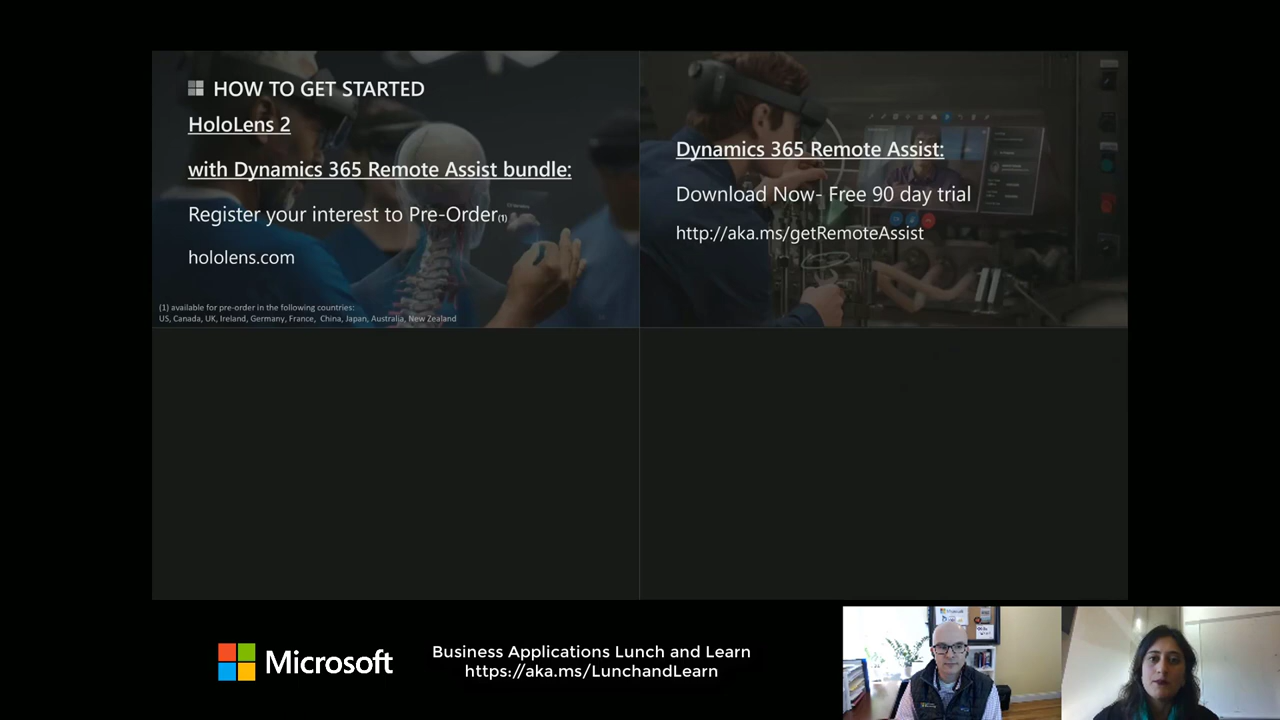 HOW TO GET STARTED
HoloLens 2
with Dynamics 365 Remote Assist bundle:
Register your interest to Pre-Order(1)
hololens.com
(1) available for pre-order in the following countries:
US, Canada, UK, Ireland, Germany, France, China, Japan, Australia, New Zealand
Dynamics 365 Remote Assist:
Download Now- Free 90 day trial
http://aka.ms/getRemoteAssist
Microsoft
Business Applications Lunch and Learn
https://aka.ms/LunchandLearn